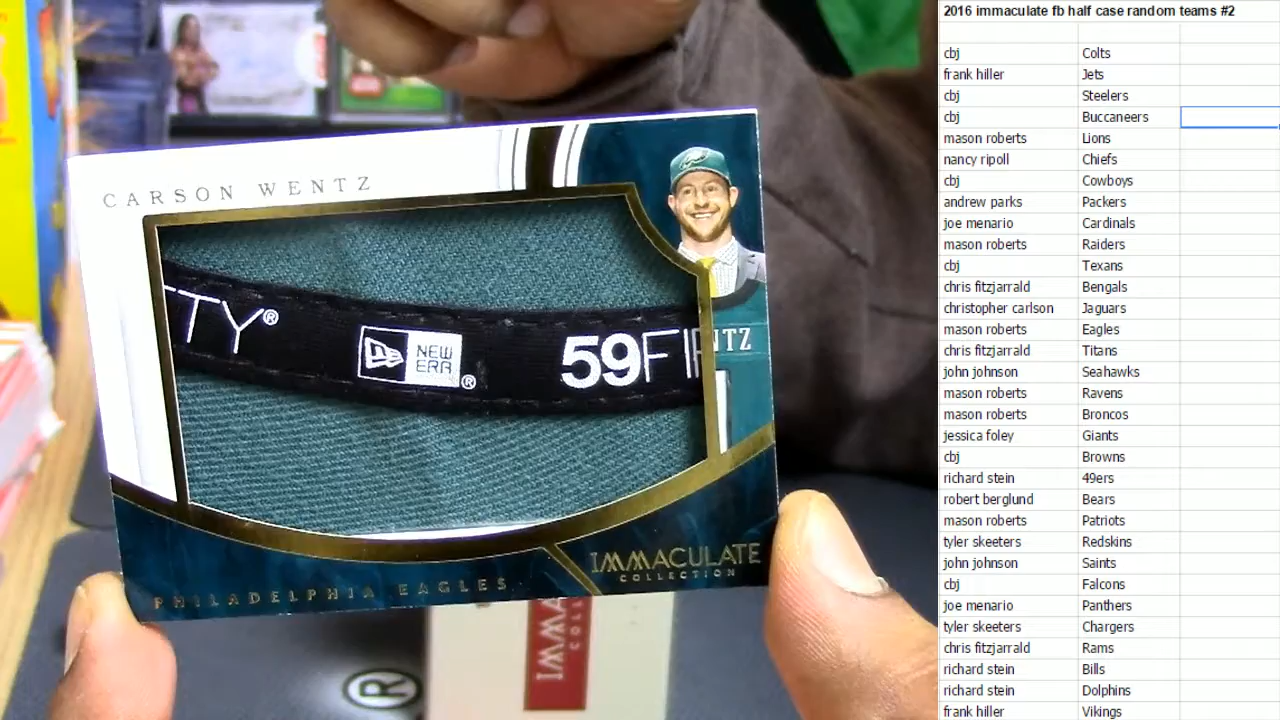 CARSON WENTZ
TY®
NEW
ERA®
59FI
NTZ
IMMACULATE
COLLECTION
PHILADELPHIA EAGLES
IMMA
COL
®
2016 immaculate fb half case random teams #2
cbj Colts
frank hiller Jets
cbj Steelers
cbj Buccaneers
mason roberts Lions
nancy ripoll Chiefs
cbj Cowboys
andrew parks Packers
joe menario Cardinals
mason roberts Raiders
cbj Texans
chris fitzjarrald Bengals
christopher carlson Jaguars
mason roberts Eagles
chris fitzjarrald Titans
john johnson Seahawks
mason roberts Ravens
mason roberts Broncos
jessica foley Giants
cbj Browns
richard stein 49ers
robert berglund Bears
mason roberts Patriots
tyler skeeters Redskins
john johnson Saints
cbj Falcons
joe menario Panthers
tyler skeeters Chargers
chris fitzjarrald Rams
richard stein Bills
richard stein Dolphins
frank hiller Vikings